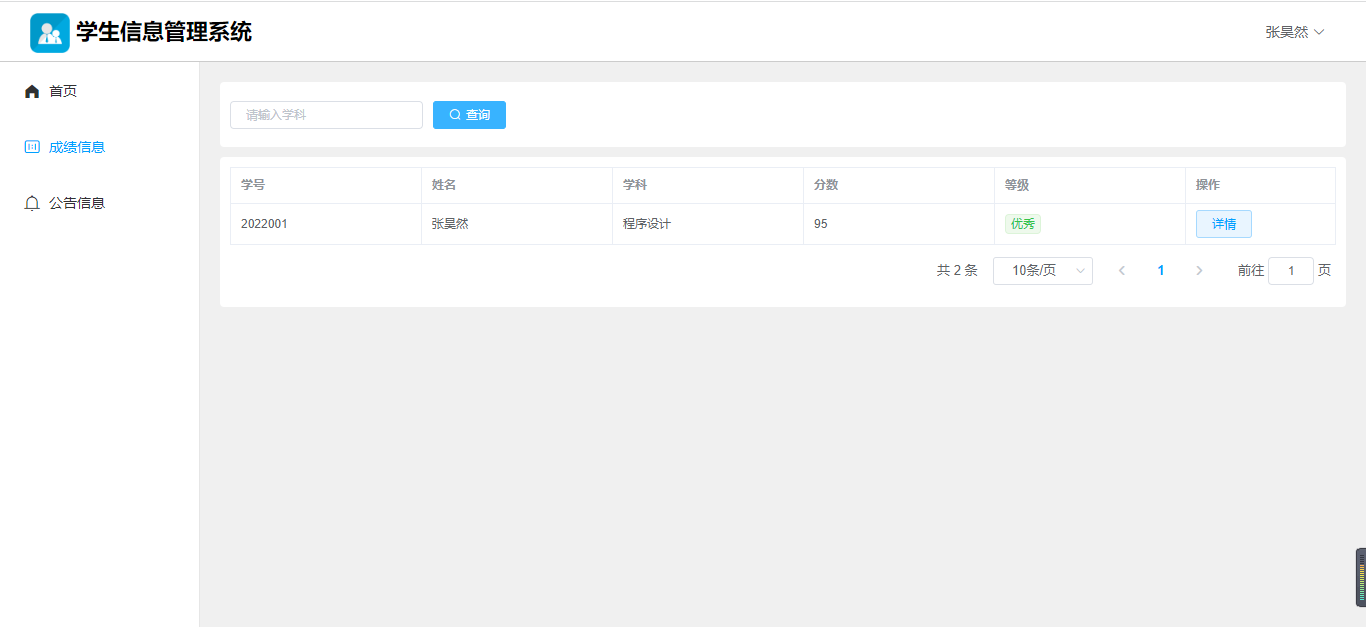 学生信息管理系统
张昊然
首页
成绩信息
公告信息
请输入学科
查询
学号 姓名 学科 分数 等级 操作
2022001 张昊然 程序设计 95 优秀 详情
共 2 条 10条/页 1 前往 1 页